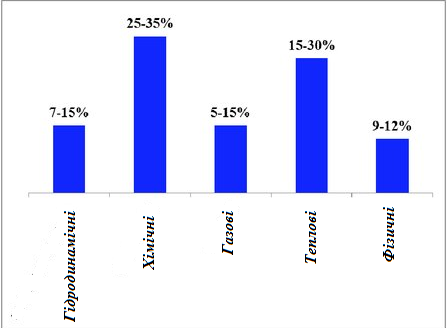 7-15%
25-35%
5-15%
15-30%
9-12%
Гідродинамічні
Хімічні
Газові
Теплові
Фізичні